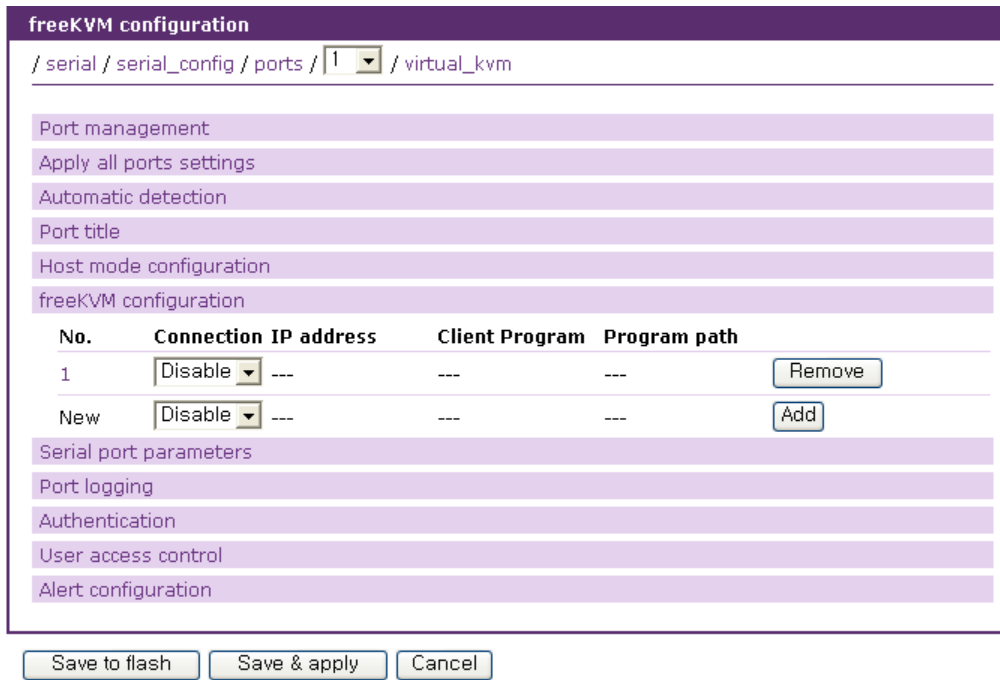 freeKVM configuration
/ serial / serial_config / ports / 1 / virtual_kvm
Port management
Apply all ports settings
Automatic detection
Port title
Host mode configuration
freeKVM configuration
No. Connection IP address Client Program Program path
1 Disable --- --- --- Remove
New Disable --- --- --- Add
Serial port parameters
Port logging
Authentication
User access control
Alert configuration
Save to flash Save & apply Cancel